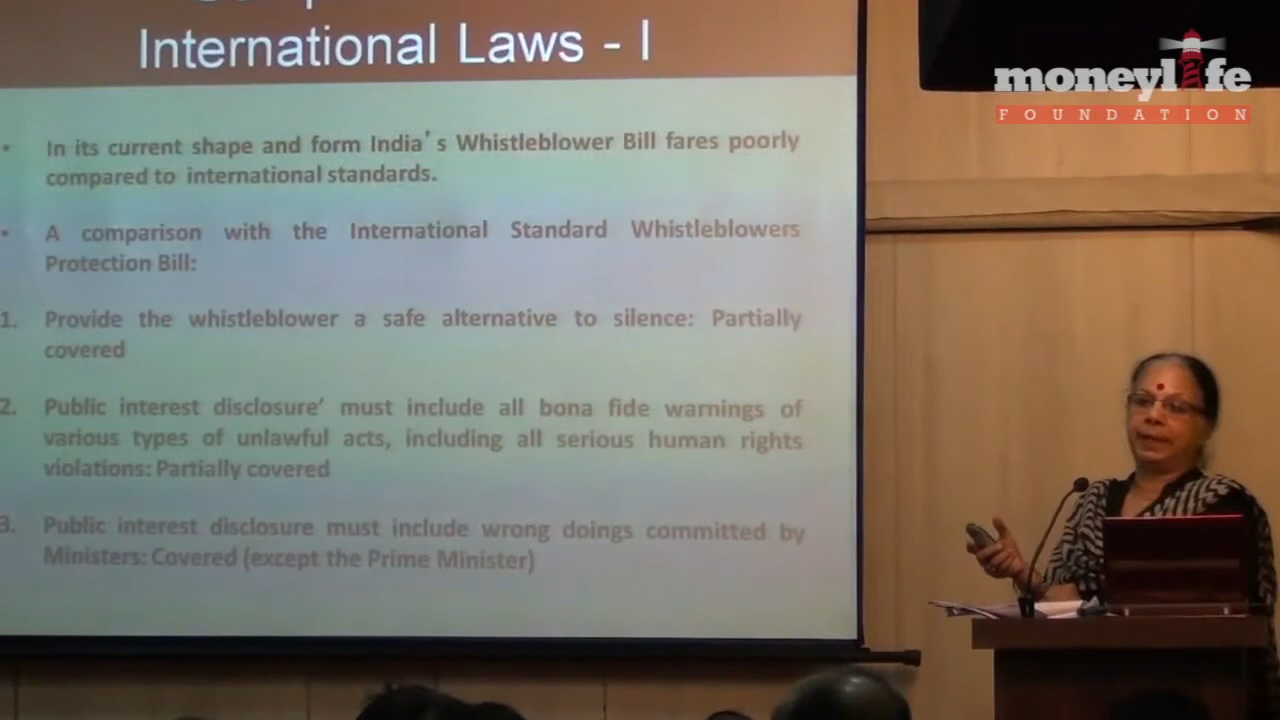 International Laws - I
• In its current shape and form India's Whistleblower Bill fares poorly
compared to international standards.
• A comparison with the International Standard Whistleblowers
Protection Bill:
1. Provide the whistleblower a safe alternative to silence: Partially
covered
2. Public interest disclosure' must include all bona fide warnings of
various types of unlawful acts, including all serious human rights
violations: Partially covered
3. Public interest disclosure must include wrong doings committed by
Ministers: Covered (except the Prime Minister)
moneylife
FOUNDATION